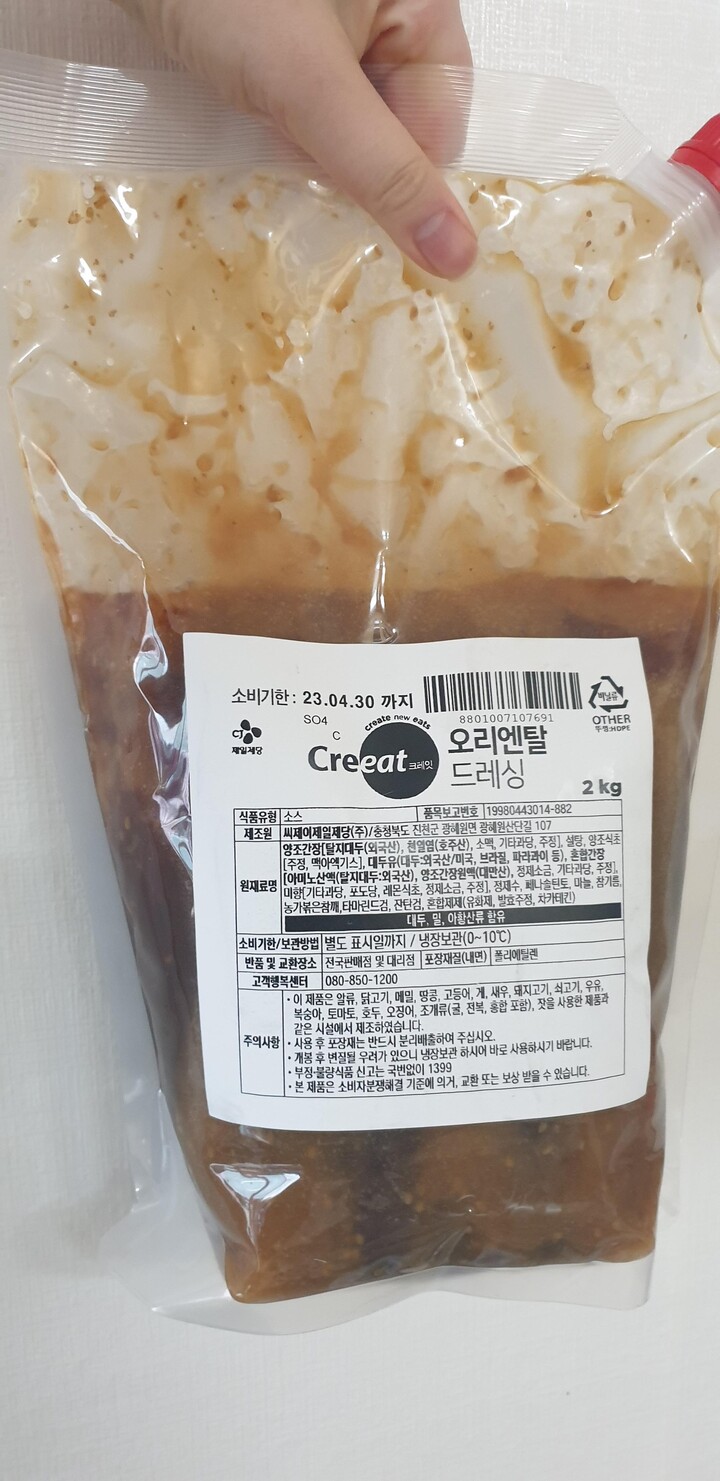 소비기한 : 23.04.30 까지
SO4
C
8801007107691
비닐류
OTHER
뚜껑:HDPE
CJ
제일제당
create new eats
Creeat 크레잇
오리엔탈
드레싱
2 kg
식품유형 소스 품목보고번호 19980443014-882
제조원 씨제이제일제당(주)/충청북도 진천군 광혜원면 광혜원산단길 107
원재료명
양조간장[탈지대두(외국산), 천일염(호주산), 소맥, 기타과당, 주정], 설탕, 양조식초
[주정, 맥아엑기스], 대두유(대두:외국산/미국, 브라질, 파라과이 등), 혼합간장
[아미노산액(탈지대두:외국산), 양조간장원액(대만산), 정제소금, 기타과당, 주정],
미향[기타과당, 포도당, 레몬식초, 정제소금, 주정], 정제수, 페나솔틴토, 마늘, 참기름,
농가볶은참깨,타마린드검, 잔탄검, 혼합제제(유화제, 발효주정, 차카테킨)
대두, 밀, 아황산류 함유
소비기한/보관방법 별도 표시일까지 / 냉장보관(0~10℃)
반품 및 교환장소 전국판매점 및 대리점 포장재질(내면) 폴리에틸렌
고객행복센터 080-850-1200
주의사항
• 이 제품은 알류, 닭고기, 메밀, 땅콩, 고등어, 게, 새우, 돼지고기, 쇠고기, 우유,
복숭아, 토마토, 호두, 오징어, 조개류(굴, 전복, 홍합 포함), 잣을 사용한 제품과
같은 시설에서 제조하였습니다.
• 사용 후 포장재는 반드시 분리배출하여 주십시오.
• 개봉 후 변질될 우려가 있으니 냉장보관 하시어 바로 사용하시기 바랍니다.
• 부정·불량식품 신고는 국번없이 1399
• 본 제품은 소비자분쟁해결 기준에 의거, 교환 또는 보상 받을 수 있습니다.